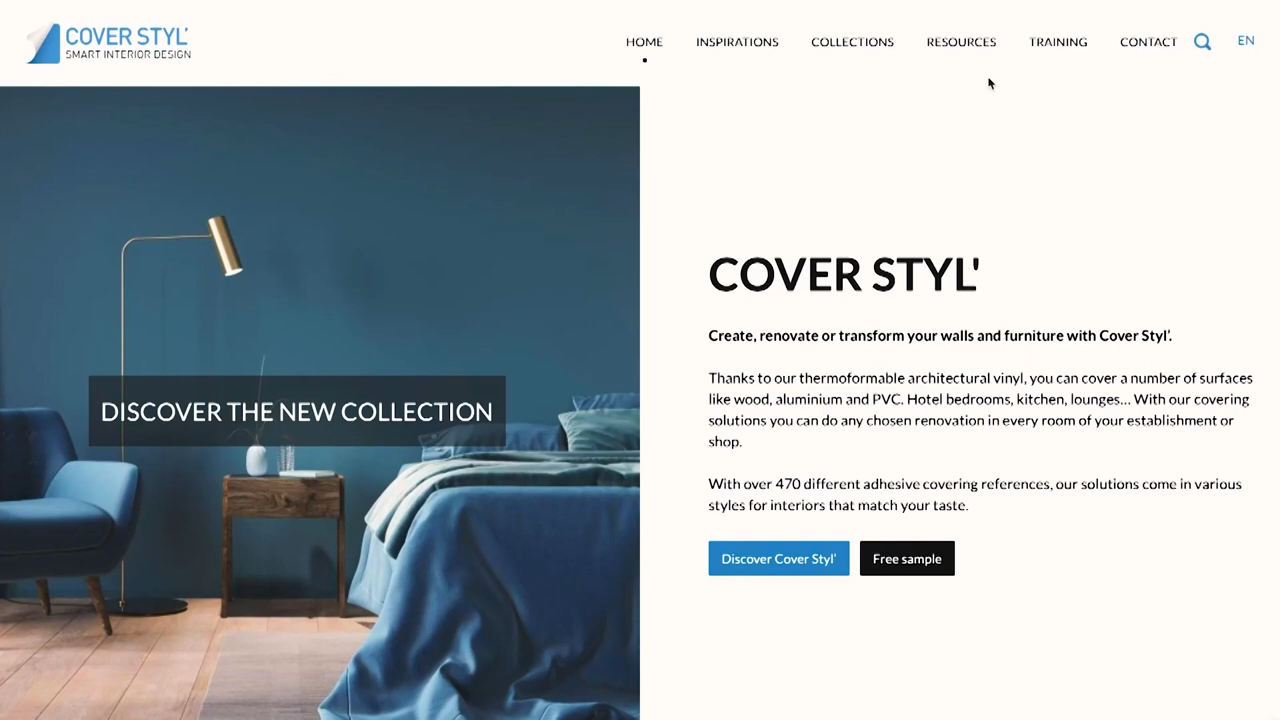 COVER STYL'
SMART INTERIOR DESIGN
HOME INSPIRATIONS COLLECTIONS RESOURCES TRAINING CONTACT EN
DISCOVER THE NEW COLLECTION
COVER STYL'
Create, renovate or transform your walls and furniture with Cover Styl'.
Thanks to our thermoformable architectural vinyl, you can cover a number of surfaces
like wood, aluminium and PVC. Hotel bedrooms, kitchen, lounges... With our covering
solutions you can do any chosen renovation in every room of your establishment or
shop.
With over 470 different adhesive covering references, our solutions come in various
styles for interiors that match your taste.
Discover Cover Styl' Free sample